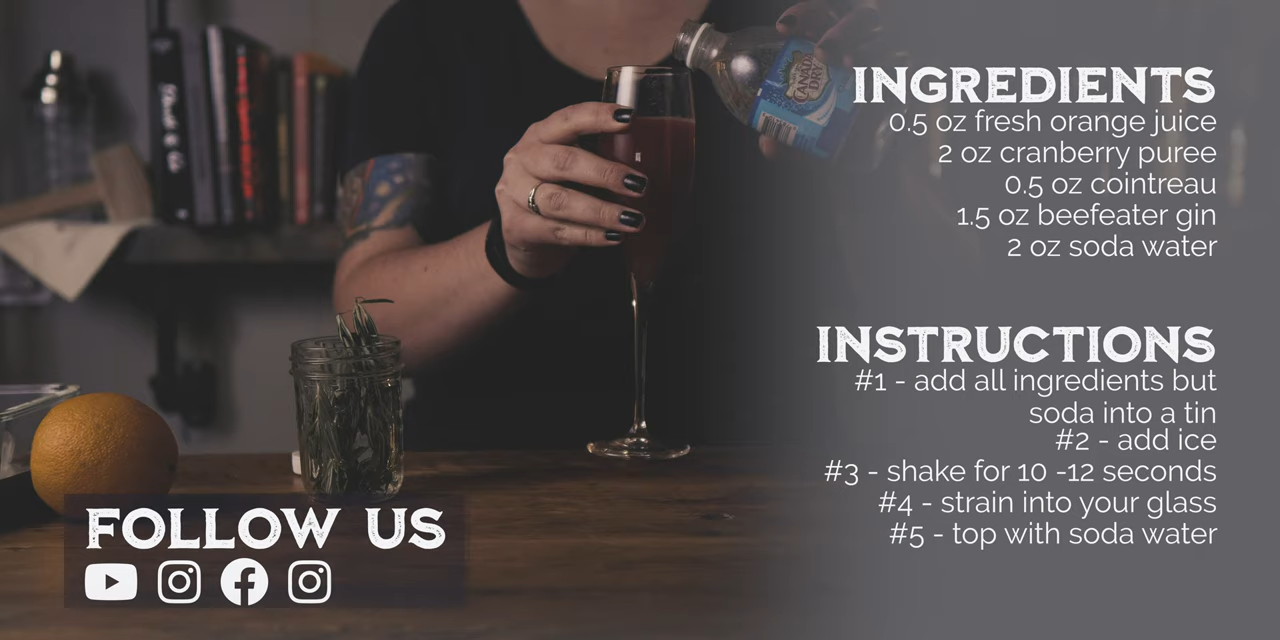 CANADA
DRY
INGREDIENTS
0.5 oz fresh orange juice
2 oz cranberry puree
0.5 oz cointreau
1.5 oz beefeater gin
2 oz soda water
INSTRUCTIONS
#1 - add all ingredients but
soda into a tin
#2 - add ice
#3 - shake for 10 -12 seconds
#4 - strain into your glass
#5 - top with soda water
FOLLOW US